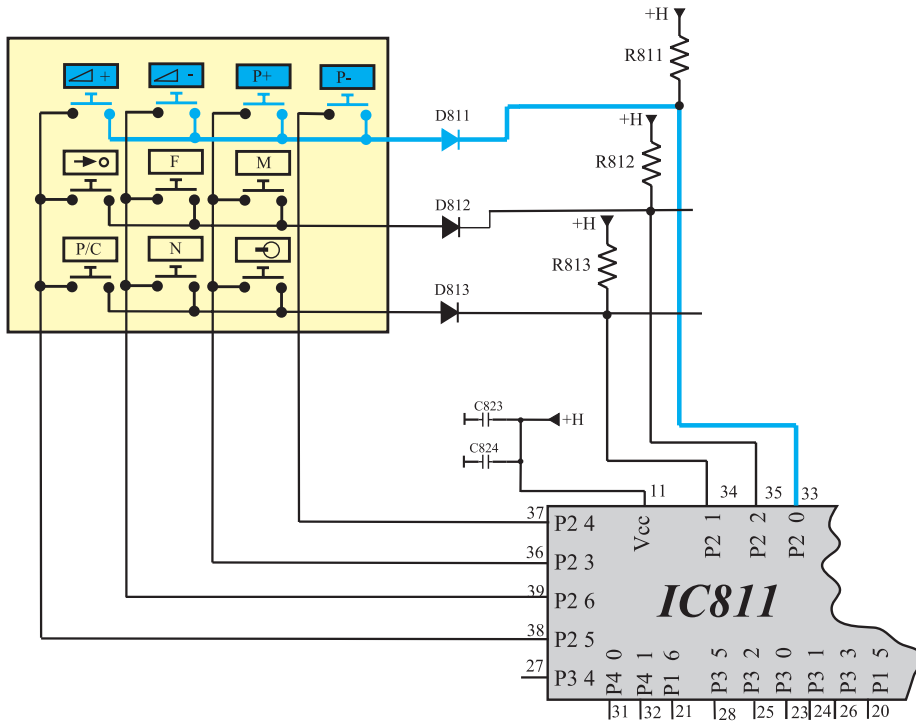 +H
R811
+
-
P+
P-
D811
+H
R812
F
M
D812
+H
P/C
N
R813
D813
C823
+H
C824
11
34
35
33
37
P2 4
Vcc
P2 1
P2 2
P2 0
36
P2 3
39
P2 6
IC811
38
P2 5
27
P3 4
P4 0
P4 1
P1 6
P3 5
P3 2
P3 0
P3 1
P3 3
P1 5
31
32
21
28
25
23
24
26
20